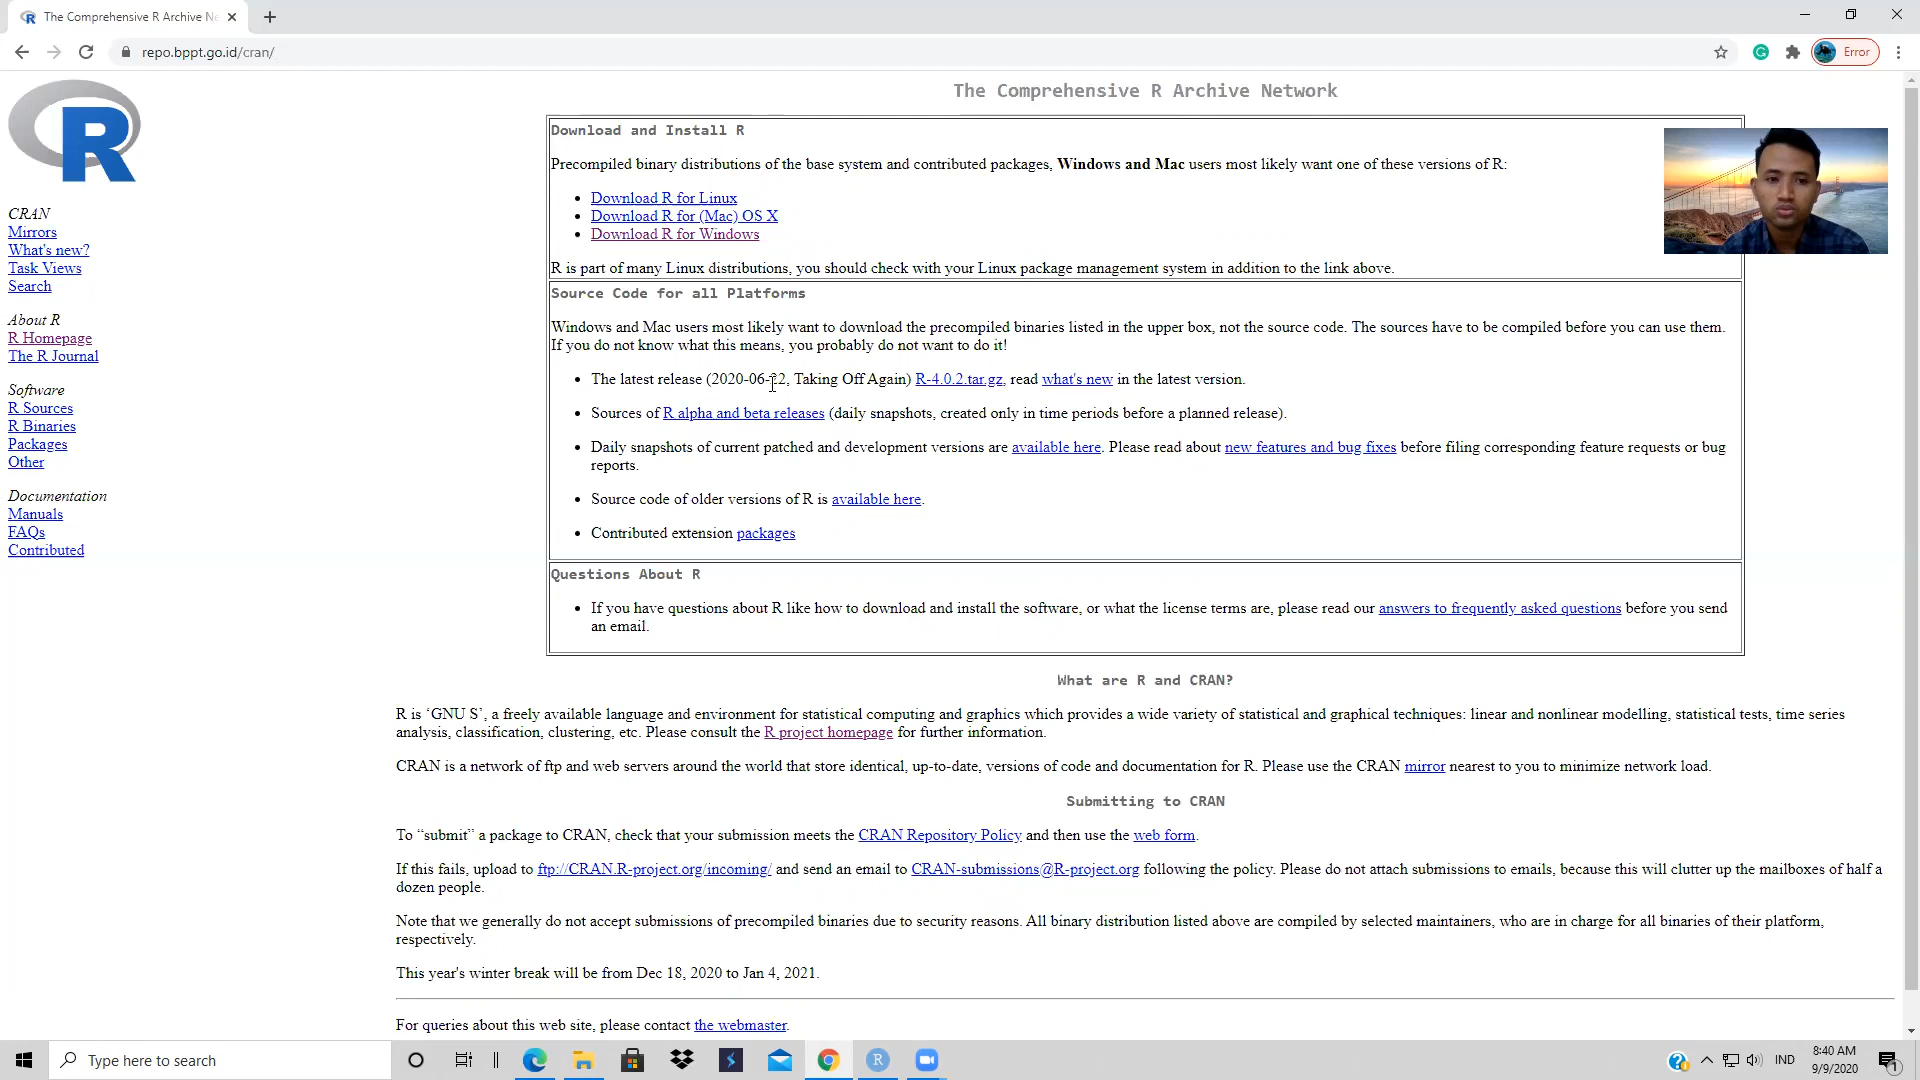 The Comprehensive R Archive Ne
repo.bppt.go.id/cran/
Error
R
CRAN
Mirrors
What's new?
Task Views
Search
About R
R Homepage
The R Journal
Software
R Sources
R Binaries
Packages
Other
Documentation
Manuals
FAQs
Contributed
The Comprehensive R Archive Network
Download and Install R
Precompiled binary distributions of the base system and contributed packages, Windows and Mac users most likely want one of these versions of R:
• Download R for Linux
• Download R for (Mac) OS X
• Download R for Windows
R is part of many Linux distributions, you should check with your Linux package management system in addition to the link above.
Source Code for all Platforms
Windows and Mac users most likely want to download the precompiled binaries listed in the upper box, not the source code. The sources have to be compiled before you can use them.
If you do not know what this means, you probably do not want to do it!
• The latest release (2020-06-22, Taking Off Again) R-4.0.2.tar.gz, read what's new in the latest version.
• Sources of R alpha and beta releases (daily snapshots, created only in time periods before a planned release).
• Daily snapshots of current patched and development versions are available here. Please read about new features and bug fixes before filing corresponding feature requests or bug
reports.
• Source code of older versions of R is available here.
• Contributed extension packages
Questions About R
• If you have questions about R like how to download and install the software, or what the license terms are, please read our answers to frequently asked questions before you send
an email.
What are R and CRAN?
R is ‘GNU S’, a freely available language and environment for statistical computing and graphics which provides a wide variety of statistical and graphical techniques: linear and nonlinear modelling, statistical tests, time series
analysis, classification, clustering, etc. Please consult the R project homepage for further information.
CRAN is a network of ftp and web servers around the world that store identical, up-to-date, versions of code and documentation for R. Please use the CRAN mirror nearest to you to minimize network load.
Submitting to CRAN
To “submit” a package to CRAN, check that your submission meets the CRAN Repository Policy and then use the web form.
If this fails, upload to ftp://CRAN.R-project.org/incoming/ and send an email to CRAN-submissions@R-project.org following the policy. Please do not attach submissions to emails, because this will clutter up the mailboxes of half a
dozen people.
Note that we generally do not accept submissions of precompiled binaries due to security reasons. All binary distribution listed above are compiled by selected maintainers, who are in charge for all binaries of their platform,
respectively.
This year's winter break will be from Dec 18, 2020 to Jan 4, 2021.
For queries about this web site, please contact the webmaster.
Type here to search
R
IND
8:40 AM
9/9/2020
1